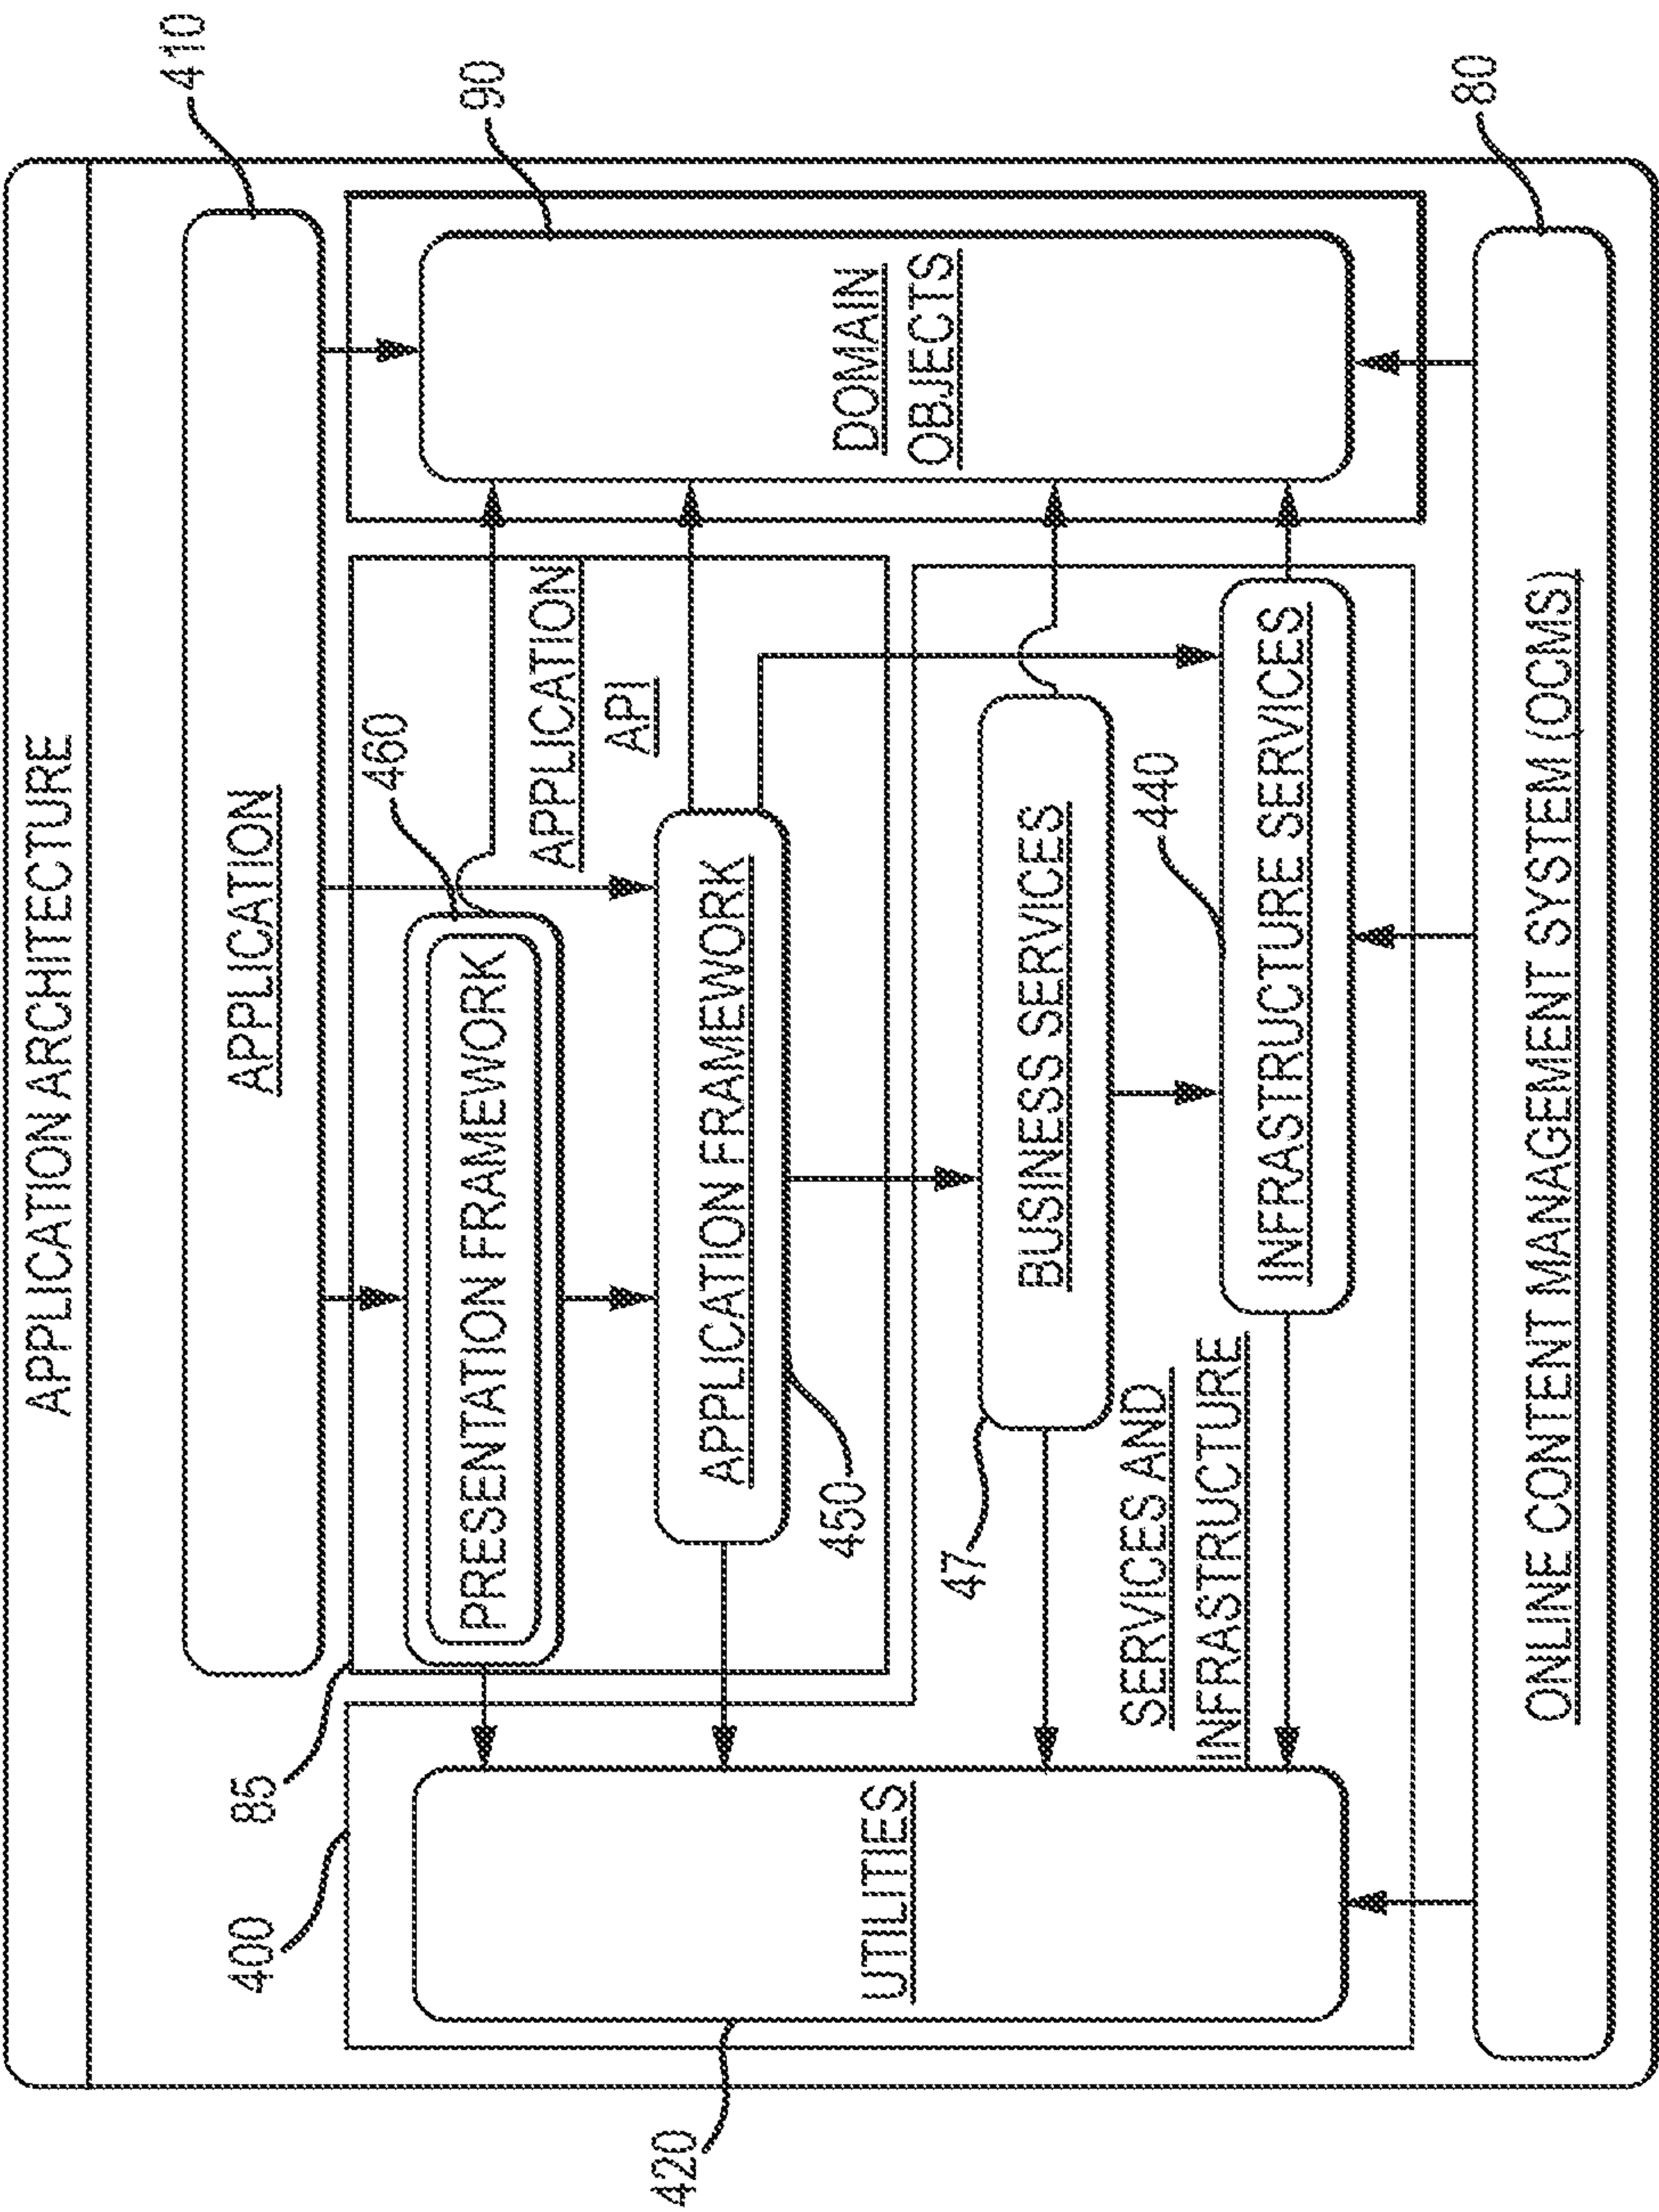 APPLICATION ARCHITECTURE
410
APPLICATION
400
85
460
90
PRESENTATION FRAMEWORK
APPLICATION
API
APPLICATION FRAMEWORK
450
420
UTILITIES
DOMAIN
OBJECTS
47
BUSINESS SERVICES
SERVICES AND
INFRASTRUCTURE
440
INFRASTRUCTURE SERVICES
80
ONLINE CONTENT MANAGEMENT SYSTEM (OCMS)